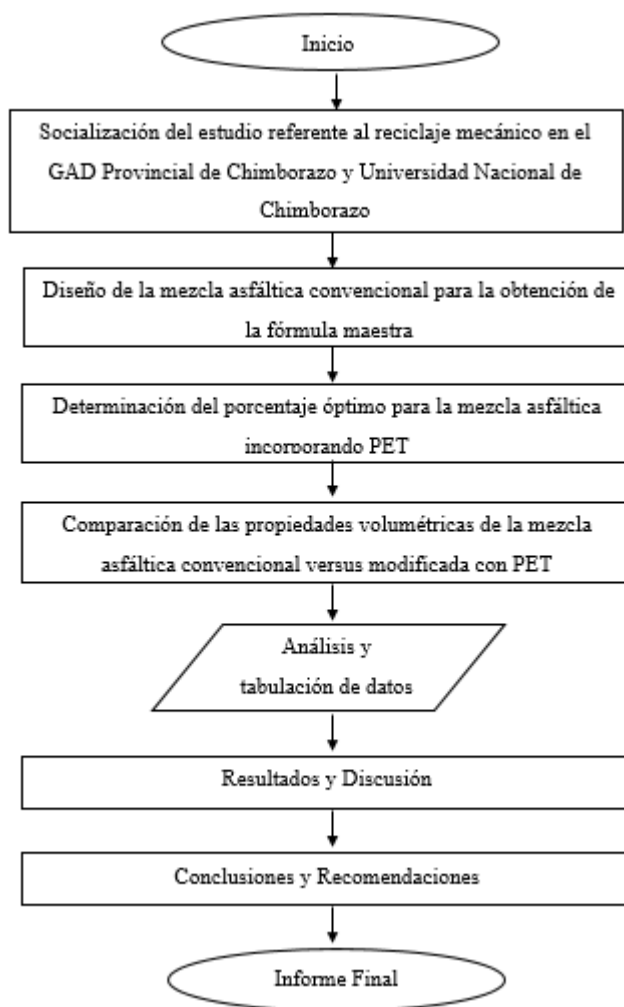 Inicio
Socialización del estudio referente al reciclaje mecánico en el
GAD Provincial de Chimborazo y Universidad Nacional de
Chimborazo
Diseño de la mezcla asfáltica convencional para la obtención de
la fórmula maestra
Determinación del porcentaje óptimo para la mezcla asfáltica
incorporando PET
Comparación de las propiedades volumétricas de la mezcla
asfáltica convencional versus modificada con PET
Análisis y
tabulación de datos
Resultados y Discusión
Conclusiones y Recomendaciones
Informe Final